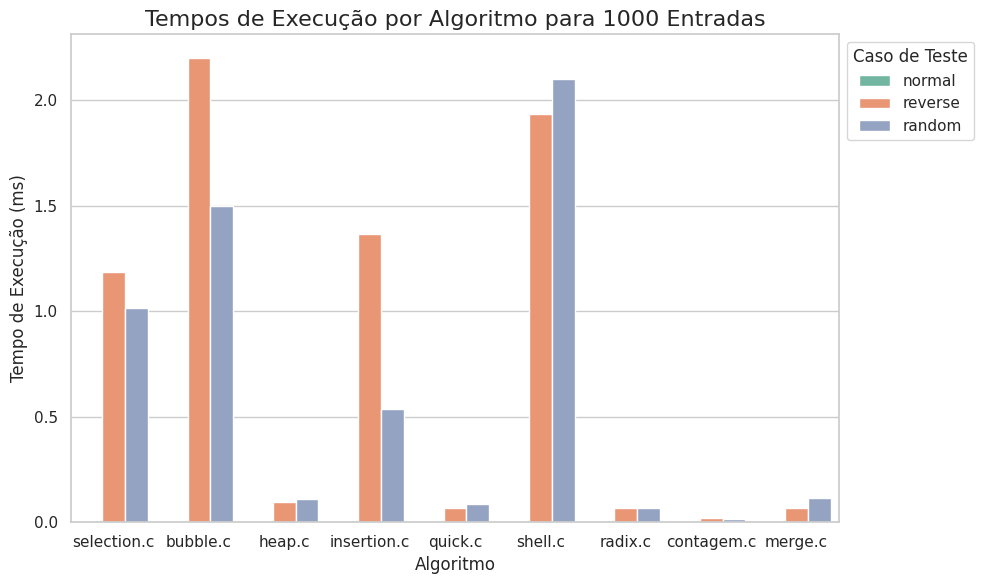 Tempos de Execução por Algoritmo para 1000 Entradas
Caso de Teste
normal
reverse
random
Tempo de Execução (ms)
2.0
1.5
1.0
0.5
0.0
selection.c bubble.c heap.c insertion.c quick.c shell.c radix.c contagem.c merge.c
Algoritmo